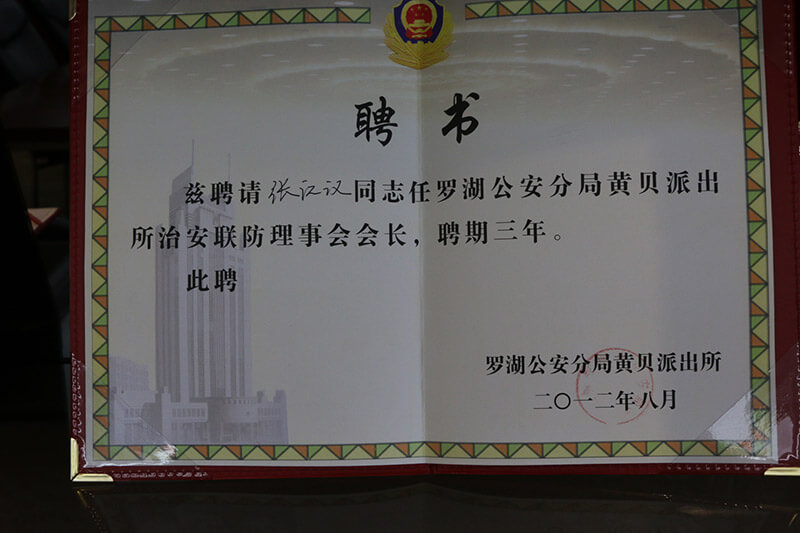 聘书
兹聘请张汉汉同志任罗湖公安分局黄贝派出
所治安联防理事会会长，聘期三年。
此聘
罗湖公安分局黄贝派出所
二〇一二年八月